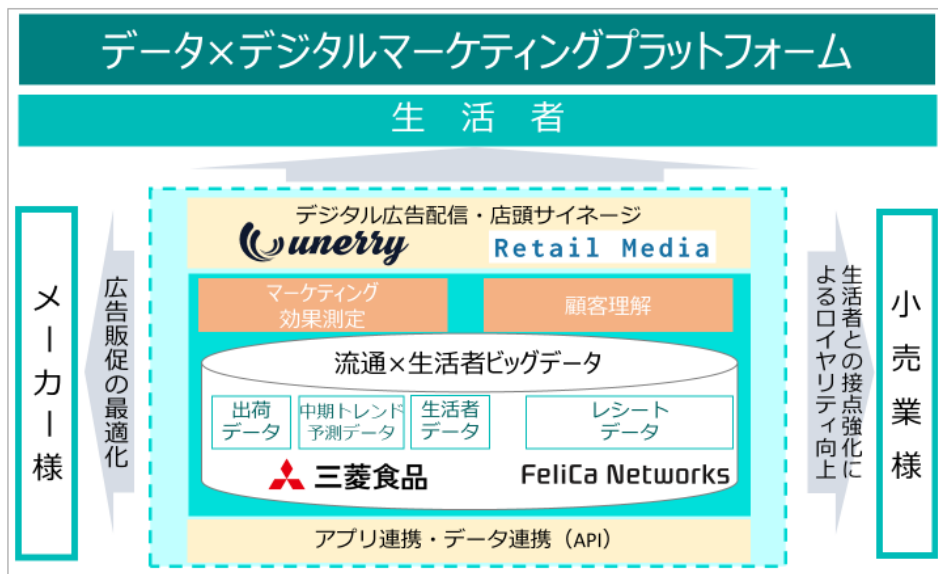 データ×デジタルマーケティングプラットフォーム
生 活 者
メーカー様
広告販促の最適化
デジタル広告配信・店頭サイネージ
unerry
Retail Media
マーケティング
効果測定
顧客理解
流通×生活者ビッグデータ
出荷
データ
中期トレンド
予測データ
生活者
データ
レシート
データ
三菱食品
FeliCa Networks
アプリ連携・データ連携（API）
生活者との接点強化に
よるロイヤリティ向上
小売業様